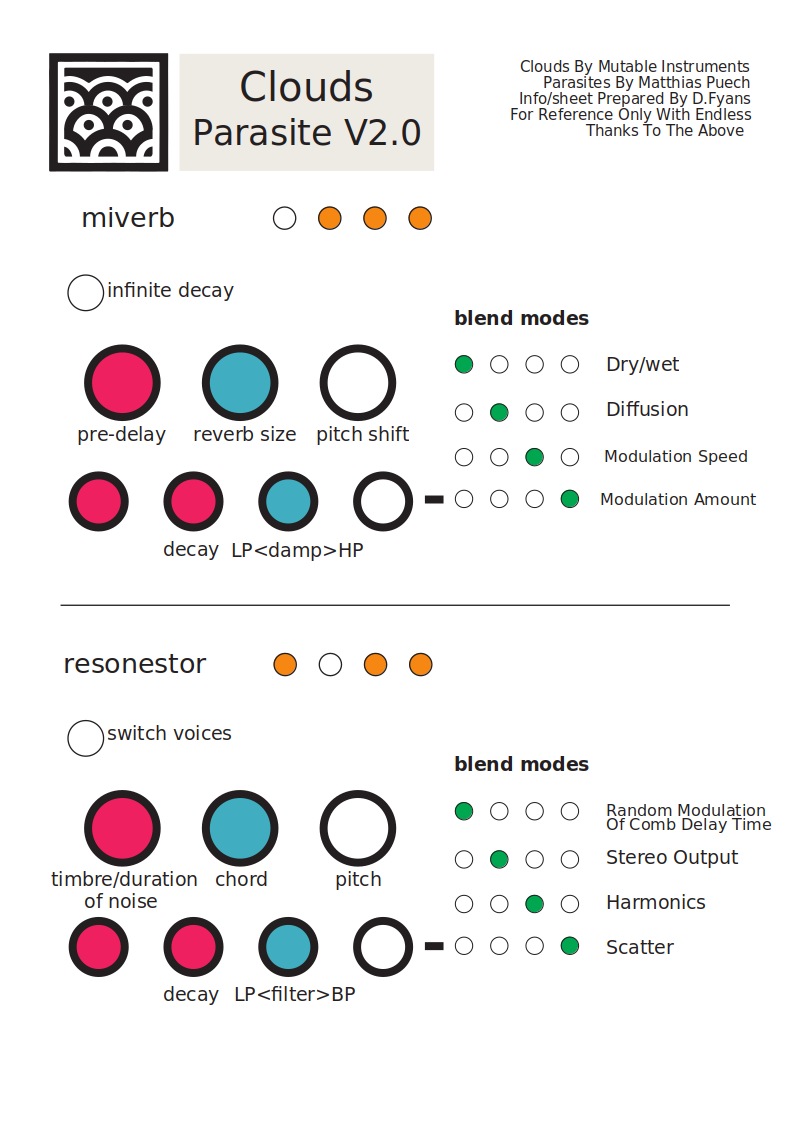 Clouds
Parasite V2.0
Clouds By Mutable Instruments
Parasites By Matthias Puech
Info/sheet Prepared By D.Fyans
For Reference Only With Endless
Thanks To The Above
miverb
infinite decay
blend modes
Dry/wet
Diffusion
pre-delay reverb size pitch shift
Modulation Speed
Modulation Amount
decay LP<damp>HP
resonestor
switch voices
blend modes
Random Modulation
Of Comb Delay Time
Stereo Output
timbre/duration chord pitch
of noise
Harmonics
Scatter
decay LP<filter>BP